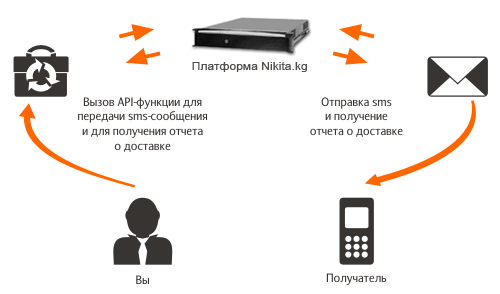 Платформа Nikita.kg
Вызов API-функции для
передачи sms-сообщения
и для получения отчета
о доставке
Отправка sms
и получение
отчета о доставке
Вы
Получатель